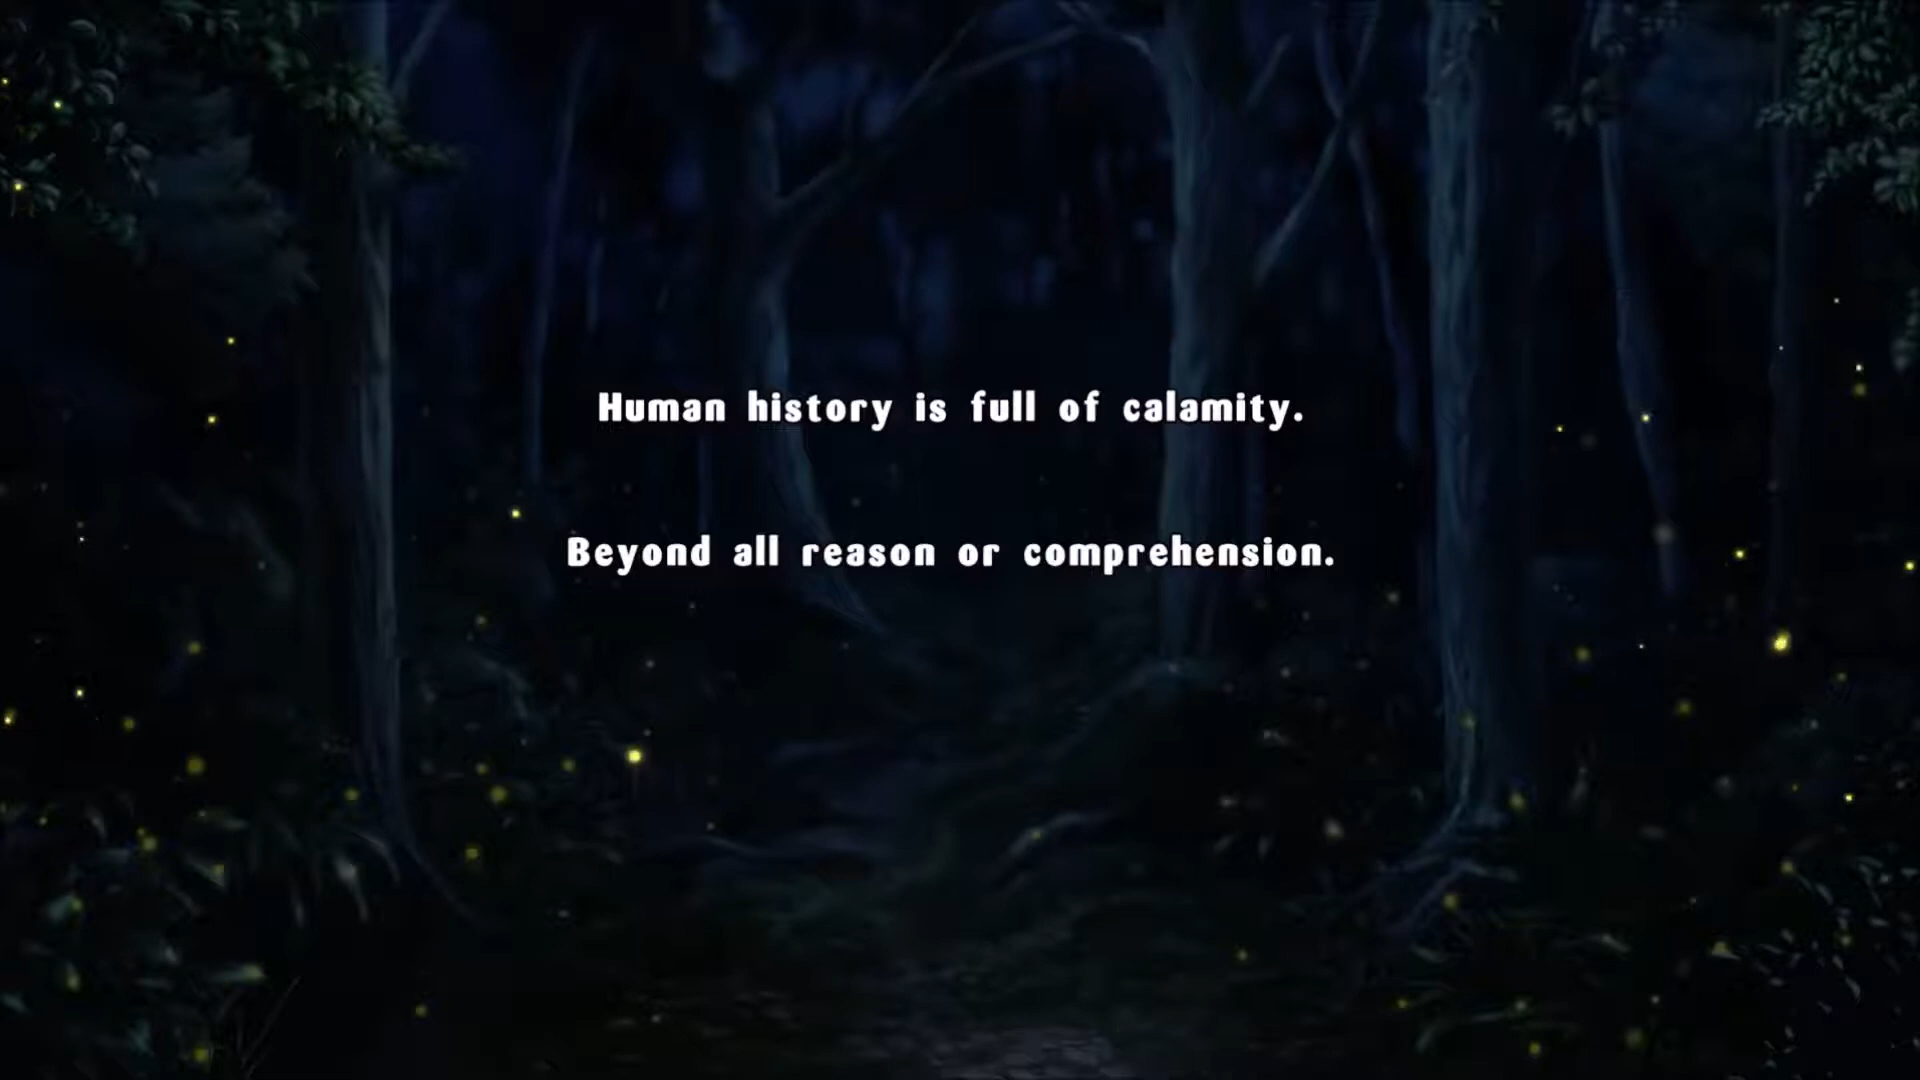 Human history is full of calamity.
Beyond all reason or comprehension.